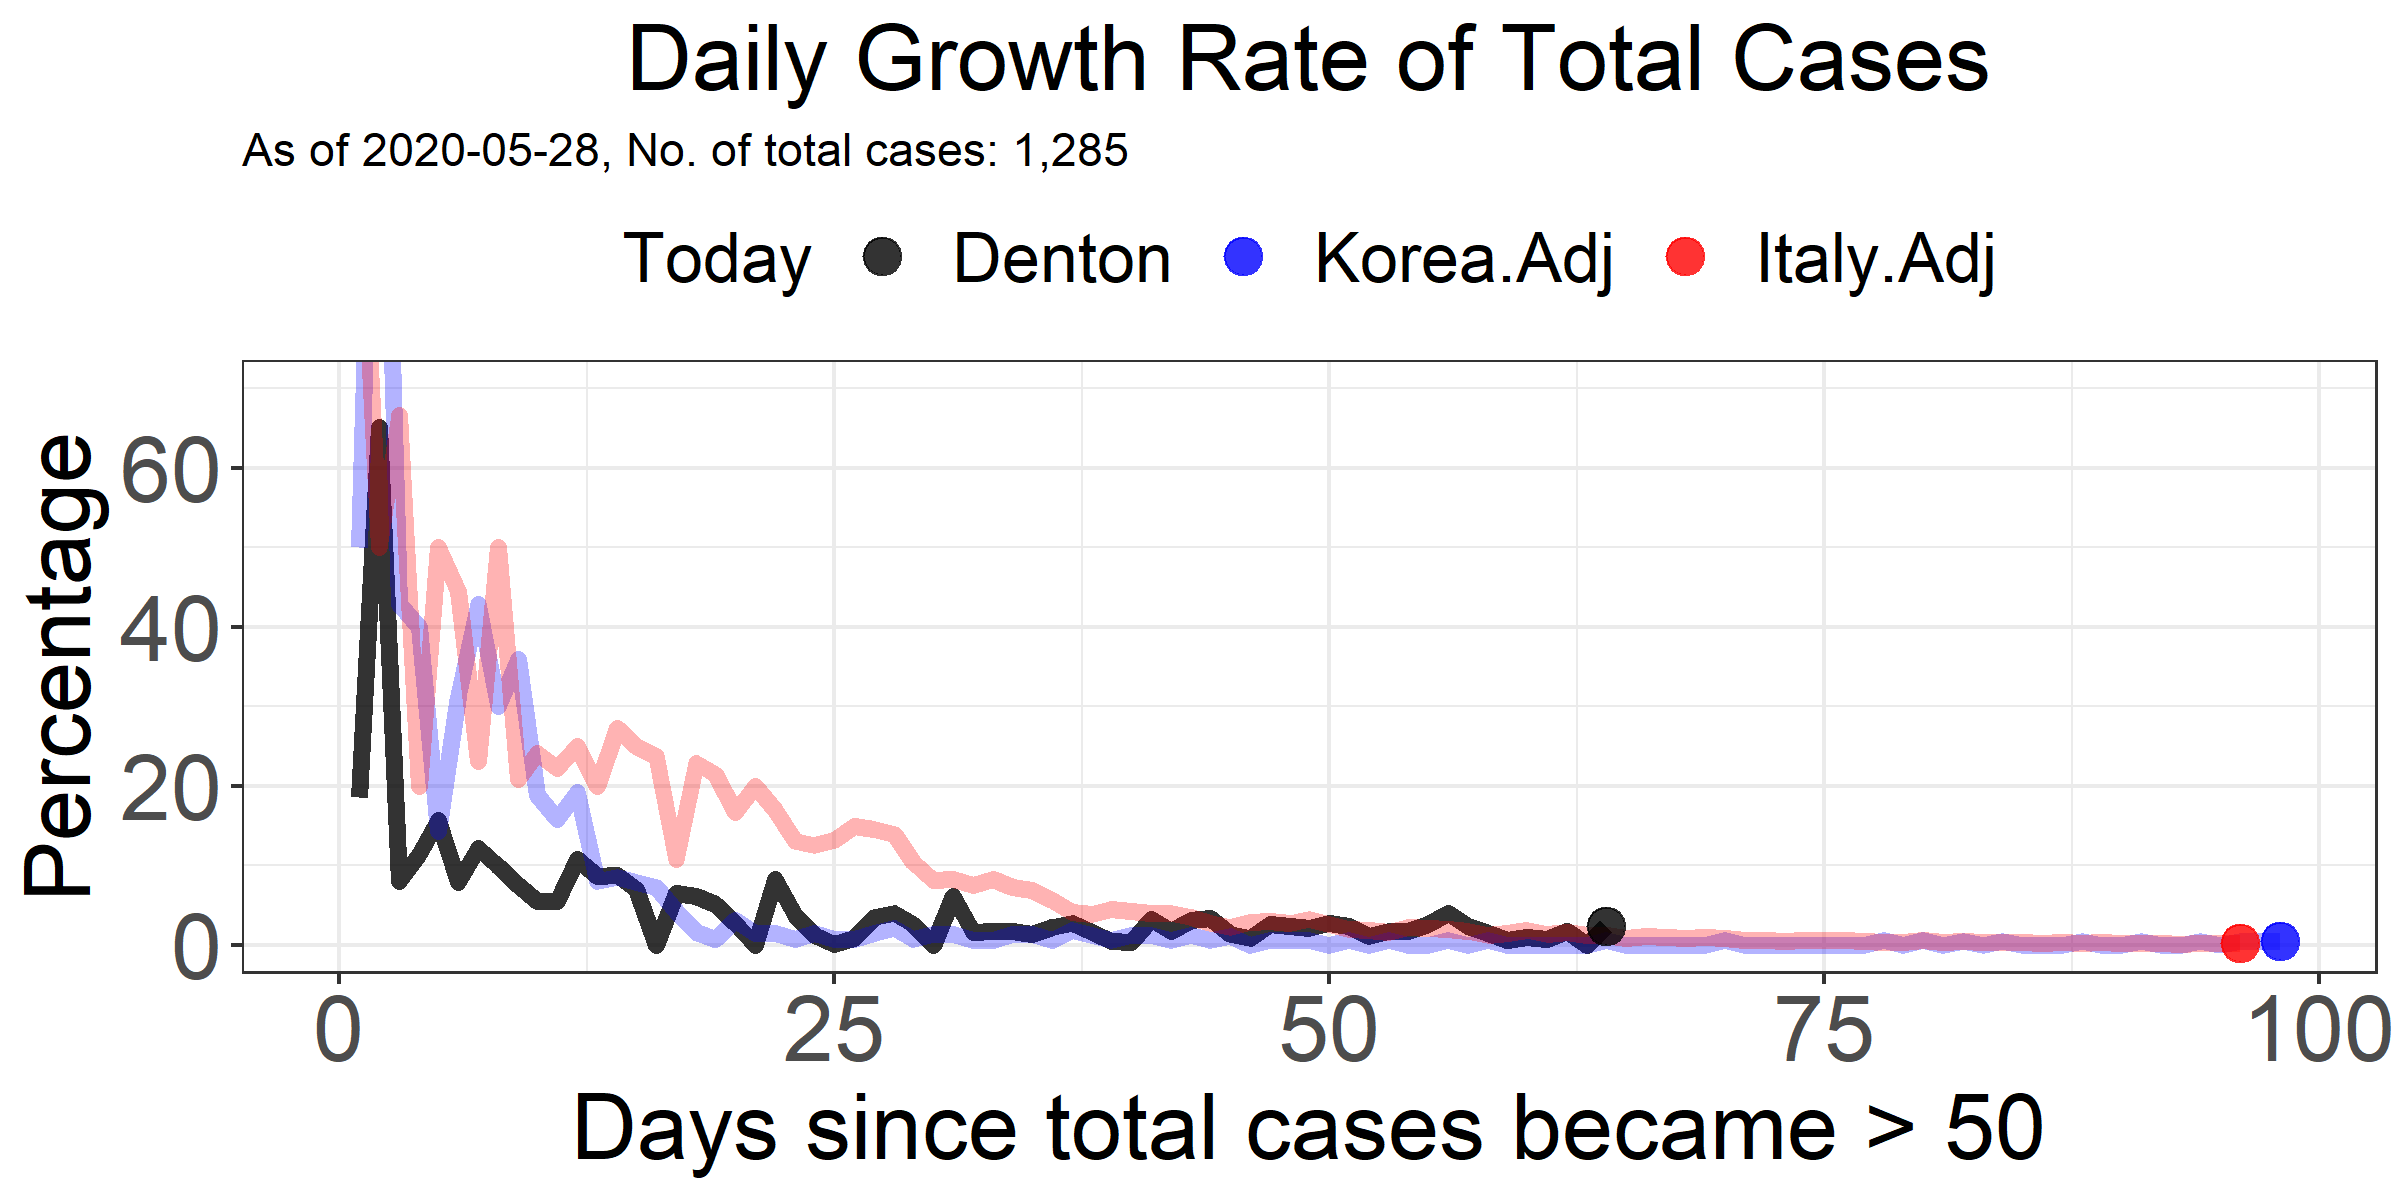 Daily Growth Rate of Total Cases
As of 2020-05-28, No. of total cases: 1,285
Today Denton Korea.Adj Italy.Adj
Percentage
60
40
20
0
0 25 50 75 100
Days since total cases became > 50